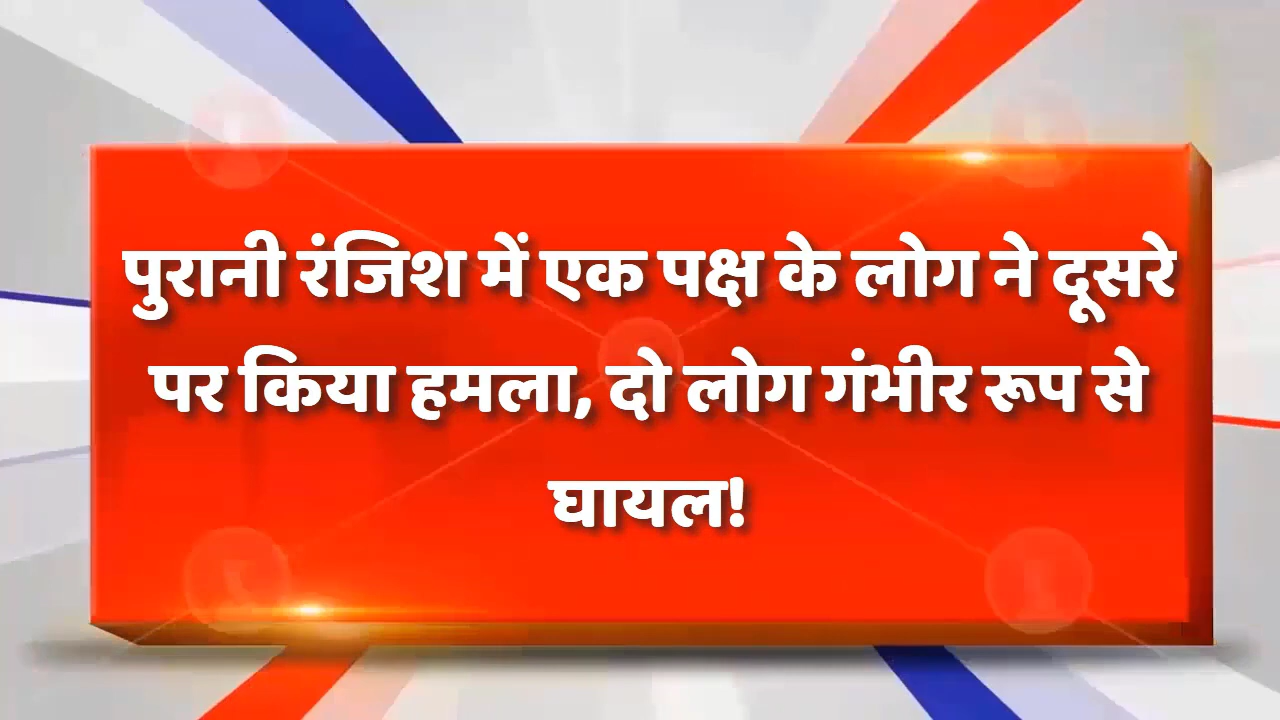 पुरानी रंजिश में एक पक्ष के लोग ने दूसरे
पर किया हमला, दो लोग गंभीर रूप से
घायल!